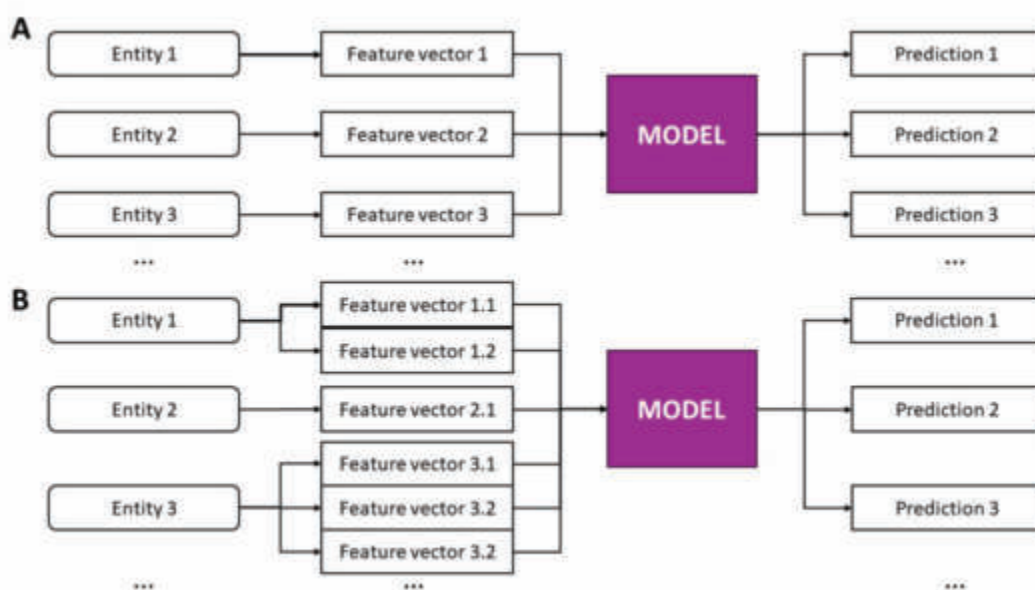 A
Entity 1
Feature vector 1
Prediction 1
Entity 2
Feature vector 2
MODEL
Prediction 2
Entity 3
Feature vector 3
Prediction 3
...
...
...
B
Entity 1
Feature vector 1.1
Feature vector 1.2
Prediction 1
Entity 2
Feature vector 2.1
MODEL
Prediction 2
Entity 3
Feature vector 3.1
Feature vector 3.2
Feature vector 3.2
Prediction 3
...
...
...